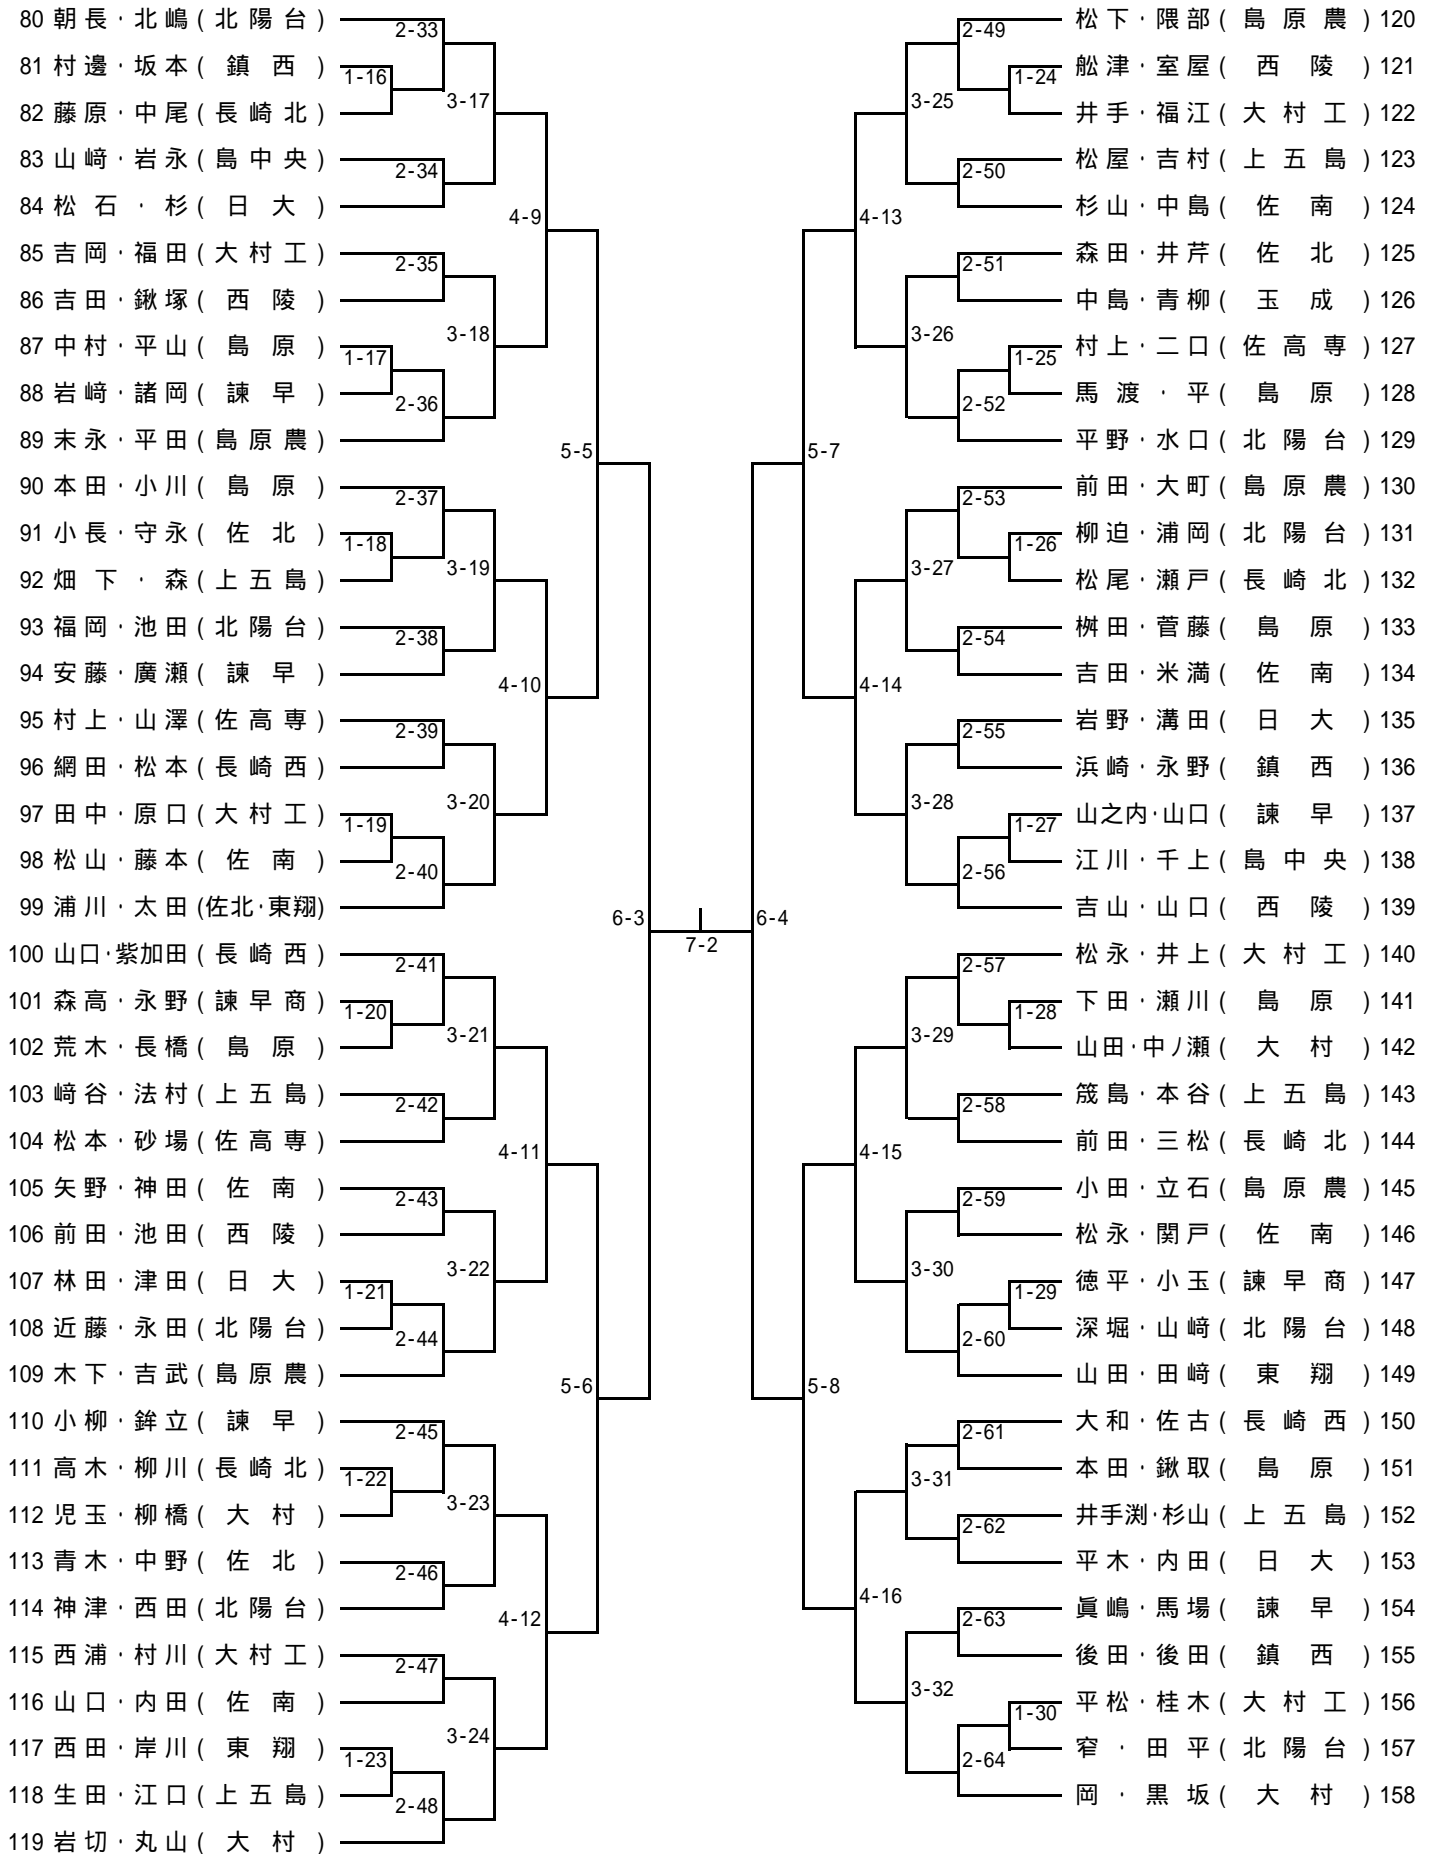 80 朝長・北嶋(北陽台)
2-33
81 村邊・坂本(鎮西)
1-16
82 藤原・中尾(長崎北)
3-17
83 山﨑・岩永(島中央)
2-34
84 松石・杉(日大)
4-9
85 吉岡・福田(大村工)
2-35
86 吉田・鍬塚(西陵)
3-18
87 中村・平山(島原)
1-17
88 岩﨑・諸岡(諫早)
2-36
89 末永・平田(島原農)
5-5
90 本田・小川(島原)
2-37
91 小長・守永(佐北)
1-18
92 畑下・森(上五島)
3-19
93 福岡・池田(北陽台)
2-38
94 安藤・廣瀬(諫早)
4-10
95 村上・山澤(佐高専)
2-39
96 網田・松本(長崎西)
3-20
97 田中・原口(大村工)
1-19
98 松山・藤本(佐南)
2-40
99 浦川・太田(佐北・東翔)
6-3
100 山口・紫加田(長崎西)
2-41
101 森高・永野(諫早商)
1-20
102 荒木・長橋(島原)
3-21
103 﨑谷・法村(上五島)
2-42
104 松本・砂場(佐高専)
4-11
105 矢野・神田(佐南)
2-43
106 前田・池田(西陵)
3-22
107 林田・津田(日大)
1-21
108 近藤・永田(北陽台)
2-44
109 木下・吉武(島原農)
5-6
110 小柳・鉾立(諫早)
2-45
111 高木・柳川(長崎北)
1-22
112 児玉・柳橋(大村)
3-23
113 青木・中野(佐北)
2-46
114 神津・西田(北陽台)
4-12
115 西浦・村川(大村工)
2-47
116 山口・内田(佐南)
3-24
117 西田・岸川(東翔)
1-23
118 生田・江口(上五島)
2-48
119 岩切・丸山(大村)
7-2
松下・隈部(島原農)120
2-49
舩津・室屋(西陵)121
1-24
井手・福江(大村工)122
3-25
松屋・吉村(上五島)123
2-50
杉山・中島(佐南)124
4-13
森田・井芹(佐北)125
2-51
中島・青柳(玉成)126
3-26
村上・二口(佐高専)127
1-25
馬渡・平(島原)128
2-52
平野・水口(北陽台)129
5-7
前田・大町(島原農)130
2-53
柳迫・浦岡(北陽台)131
1-26
松尾・瀬戸(長崎北)132
3-27
桝田・菅藤(島原)133
2-54
吉田・米満(佐南)134
4-14
岩野・溝田(日大)135
2-55
浜崎・永野(鎮西)136
3-28
山之内・山口(諫早)137
1-27
江川・千上(島中央)138
2-56
吉山・山口(西陵)139
6-4
松永・井上(大村工)140
2-57
下田・瀬川(島原)141
1-28
山田・中ノ瀬(大村)142
3-29
筬島・本谷(上五島)143
2-58
前田・三松(長崎北)144
4-15
小田・立石(島原農)145
2-59
松永・関戸(佐南)146
3-30
徳平・小玉(諫早商)147
1-29
深堀・山﨑(北陽台)148
2-60
山田・田﨑(東翔)149
5-8
大和・佐古(長崎西)150
2-61
本田・鍬取(島原)151
3-31
井手渕・杉山(上五島)152
2-62
平木・内田(日大)153
4-16
眞嶋・馬場(諫早)154
2-63
後田・後田(鎮西)155
3-32
平松・桂木(大村工)156
1-30
窄・田平(北陽台)157
2-64
岡・黒坂(大村)158